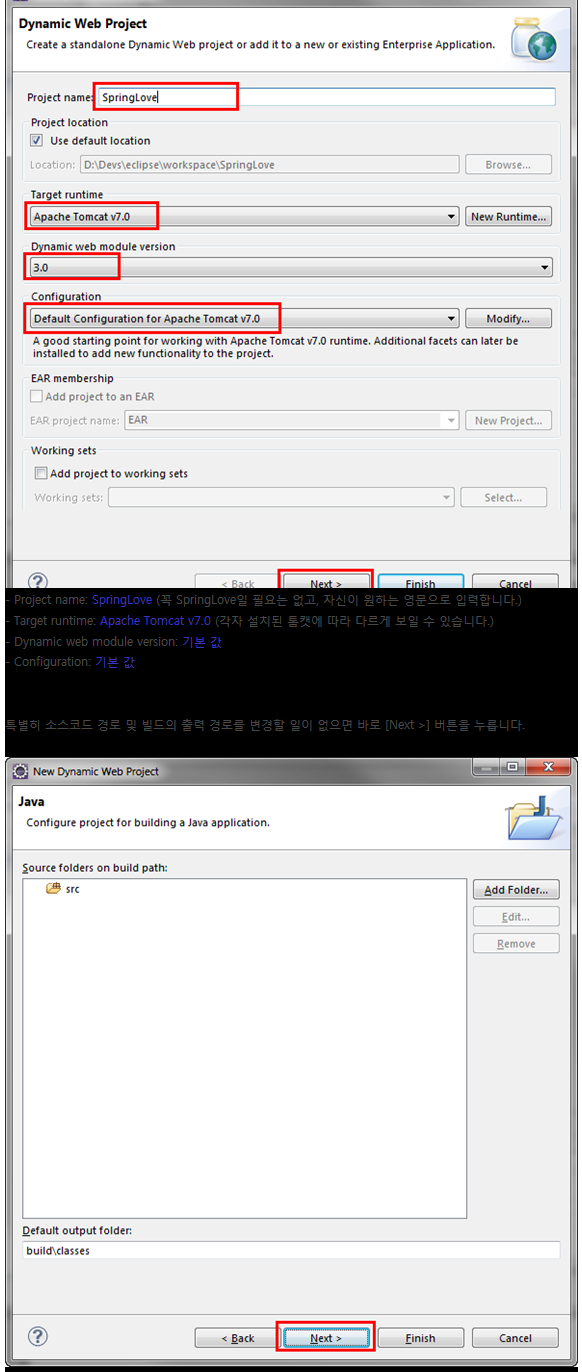 Dynamic Web Project
Create a standalone Dynamic Web project or add it to a new or existing Enterprise Application.
Project name: SpringLove
Project location
Use default location
Location: D:\Devs\eclipse\workspace\SpringLove Browse...
Target runtime
Apache Tomcat v7.0 New Runtime...
Dynamic web module version
3.0
Configuration
Default Configuration for Apache Tomcat v7.0 Modify...
A good starting point for working with Apache Tomcat v7.0 runtime. Additional facets can later be
installed to add new functionality to the project.
EAR membership
Add project to an EAR
EAR project name: EAR New Project...
Working sets
Add project to working sets
Working sets: Select...
? < Back Next > Finish Cancel
- Project name: SpringLove (꼭 SpringLove일 필요는 없고, 자신이 원하는 영문으로 입력합니다.)
- Target runtime: Apache Tomcat v7.0 (각자 설치된 톰캣에 따라 다르게 보일 수 있습니다.)
- Dynamic web module version: 기본 값
- Configuration: 기본 값
특별히 소스코드 경로 및 빌드의 출력 경로를 변경할 일이 없으면 바로 [Next >] 버튼을 누릅니다.
New Dynamic Web Project
Java
Configure project for building a Java application.
Source folders on build path:
src
Add Folder...
Edit...
Remove
Default output folder:
build\classes
? < Back Next > Finish Cancel